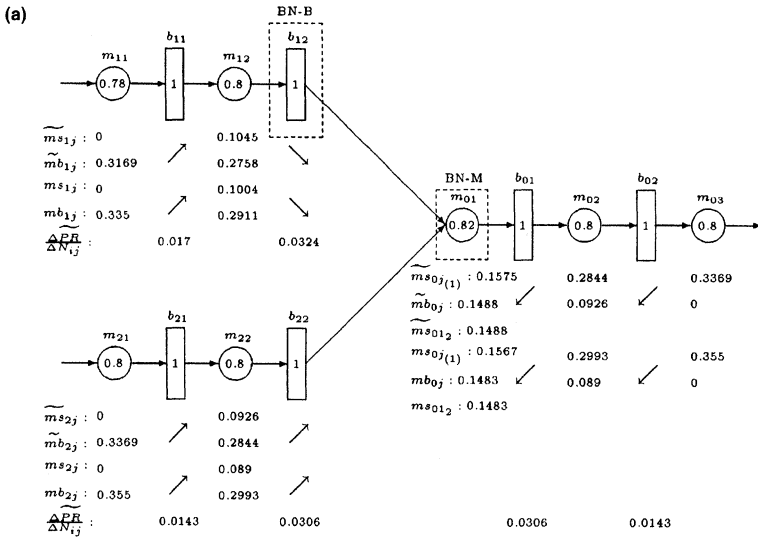 (a)
BN-B
b11
b12
m11
m12
0.78
1
0.8
1
m̃s1j : 0 0.1045
m̃b1j : 0.3169 0.2758
ms1j : 0 0.1004
mb1j : 0.335 0.2911
ΔP̃R/ΔNij : 0.017 0.0324
BN-M
b01
b02
m01
m02
m03
0.82
1
0.8
1
0.8
m̃s0j(1) : 0.1575 0.2844 0.3369
m̃b0j : 0.1488 0.0926 0
m̃s012 : 0.1488
ms0j(1) : 0.1567 0.2993 0.355
mb0j : 0.1483 0.089 0
ms012 : 0.1483
b21
b22
m21
m22
0.8
1
0.8
1
m̃s2j : 0 0.0926
m̃b2j : 0.3369 0.2844
ms2j : 0 0.089
mb2j : 0.355 0.2993
ΔP̃R/ΔNij : 0.0143 0.0306 0.0306 0.0143